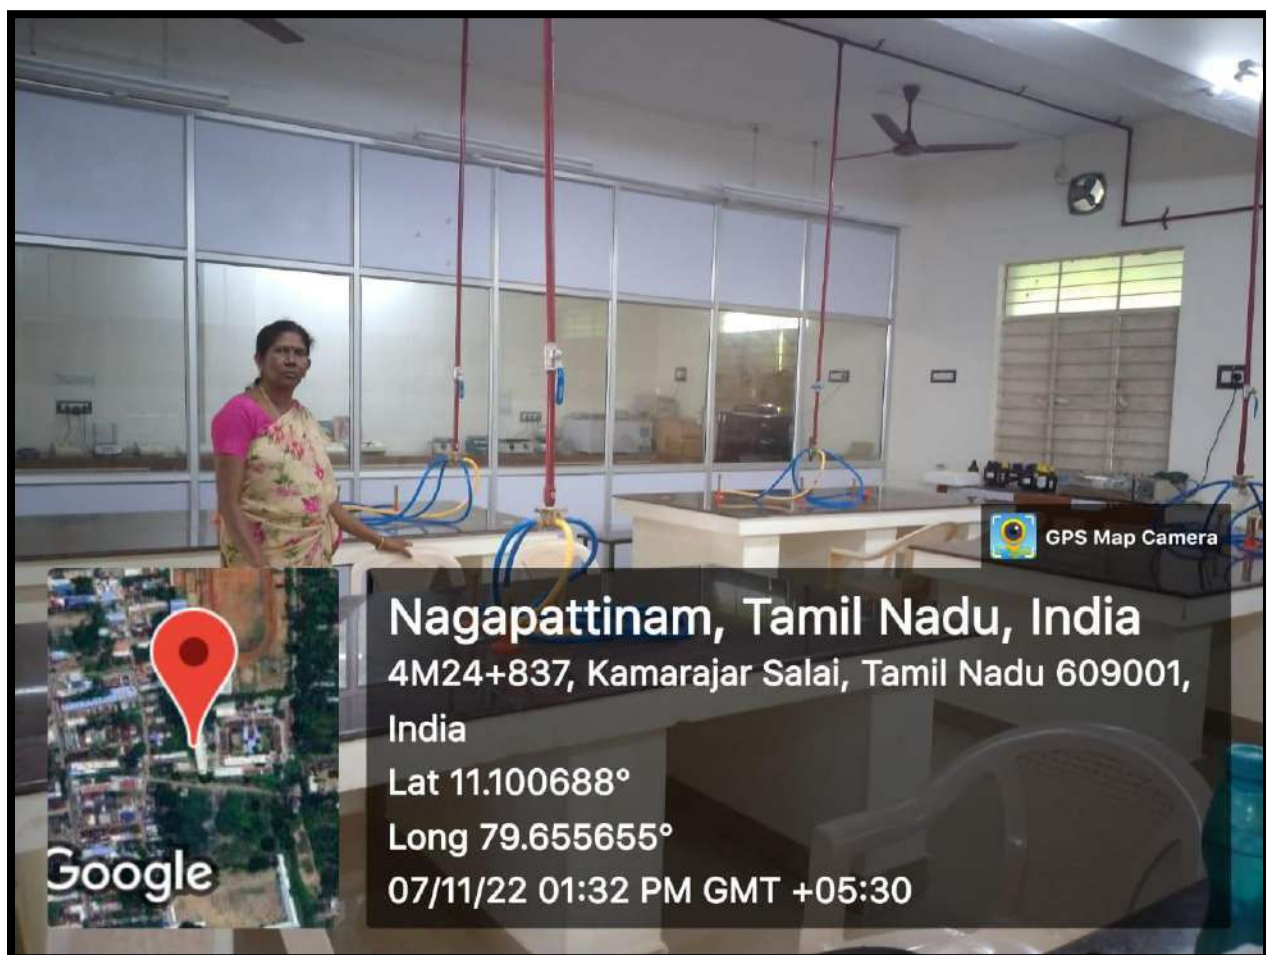 GPS Map Camera
Nagapattinam, Tamil Nadu, India
4M24+837, Kamarajar Salai, Tamil Nadu 609001,
India
Lat 11.100688°
Long 79.655655°
07/11/22 01:32 PM GMT +05:30
Google